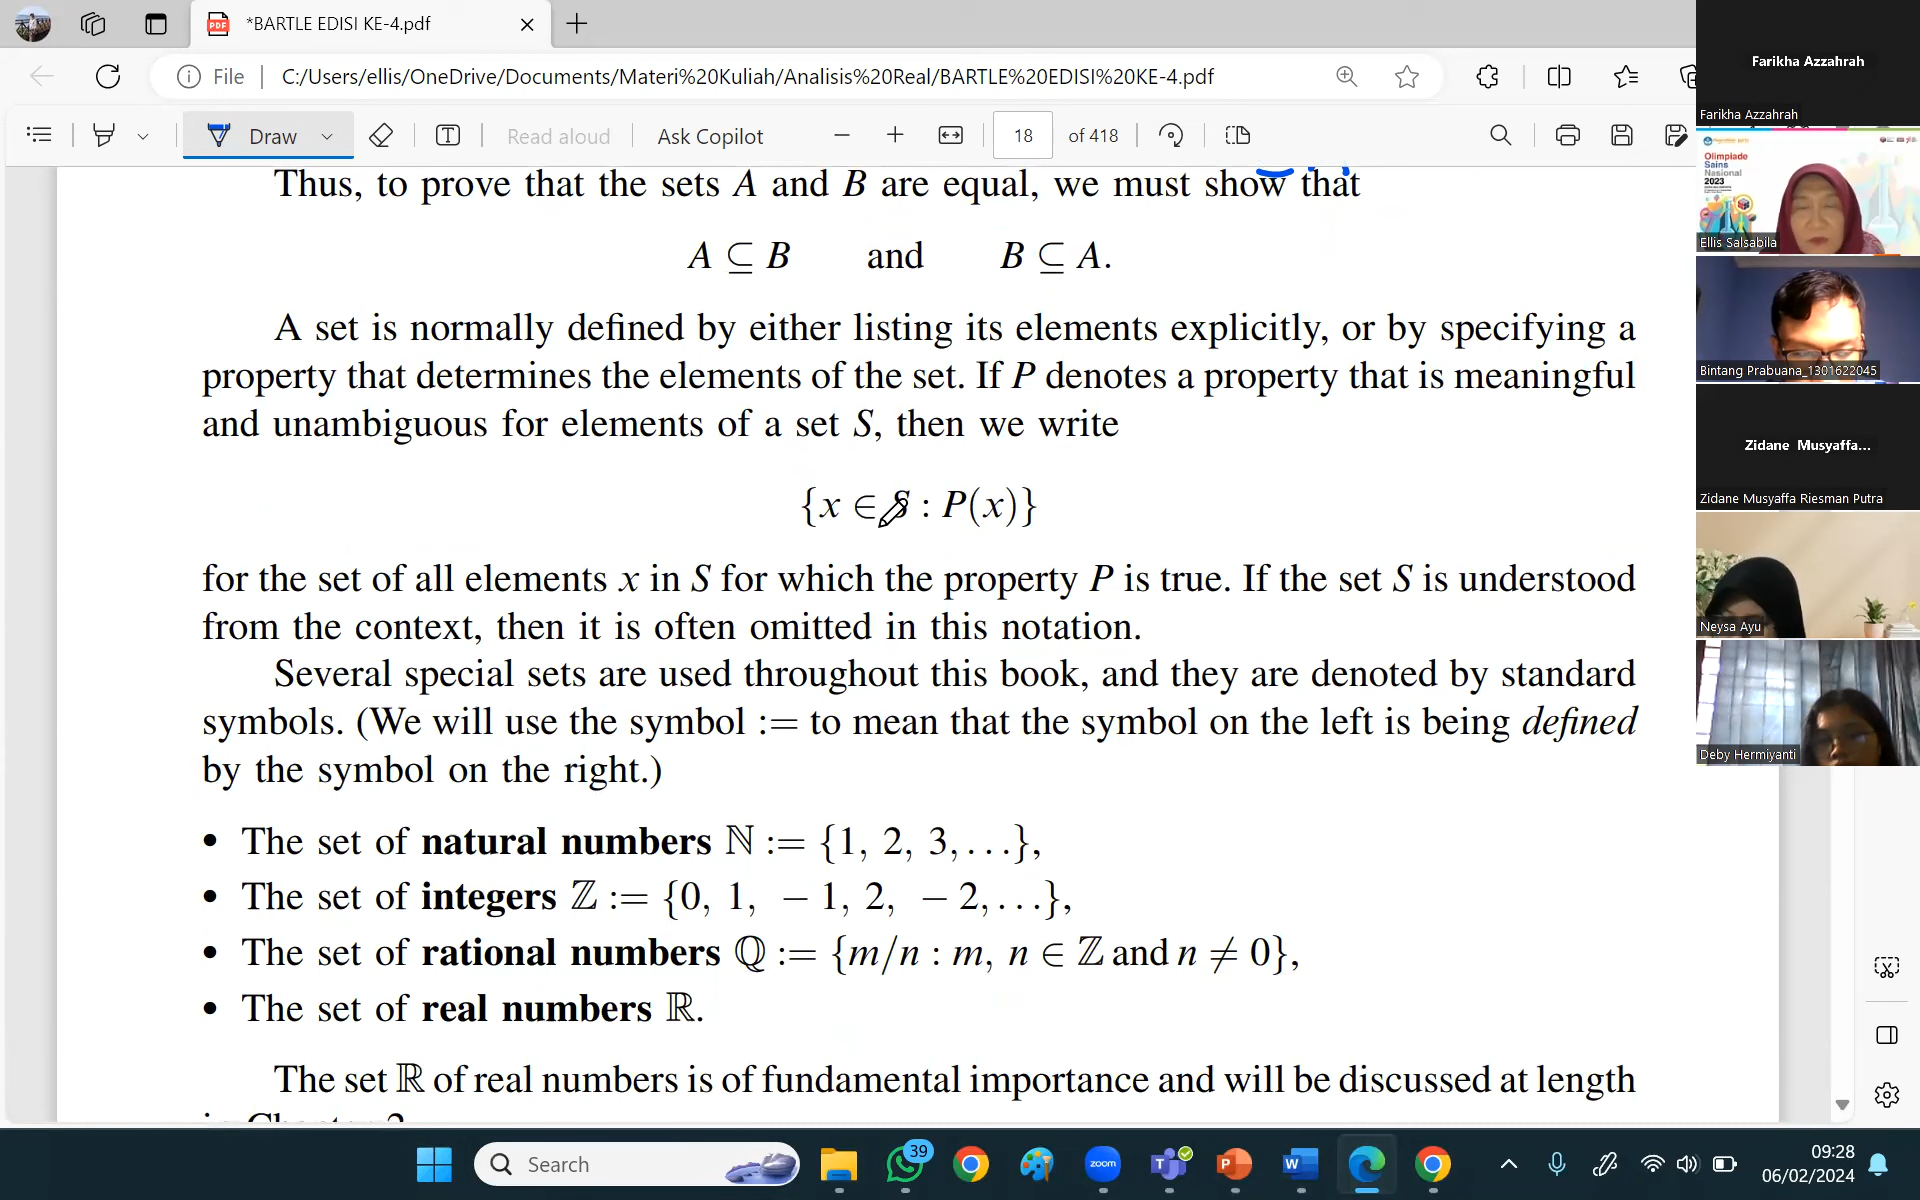 *BARTLE EDISI KE-4.pdf
File
C:/Users/ellis/OneDrive/Documents/Materi%20Kuliah/Analisis%20Real/BARTLE%20EDISI%20KE-4.pdf
Draw
Read aloud
Ask Copilot
18 of 418
Thus, to prove that the sets A and B are equal, we must show that
A ⊆ B and B ⊆ A.
A set is normally defined by either listing its elements explicitly, or by specifying a
property that determines the elements of the set. If P denotes a property that is meaningful
and unambiguous for elements of a set S, then we write
{x ∈ S : P(x)}
for the set of all elements x in S for which the property P is true. If the set S is understood
from the context, then it is often omitted in this notation.
Several special sets are used throughout this book, and they are denoted by standard
symbols. (We will use the symbol := to mean that the symbol on the left is being defined
by the symbol on the right.)
• The set of natural numbers ℕ := {1, 2, 3, . . .},
• The set of integers ℤ := {0, 1, −1, 2, −2, . . .},
• The set of rational numbers ℚ := {m/n : m, n ∈ ℤ and n ≠ 0},
• The set of real numbers ℝ.
The set ℝ of real numbers is of fundamental importance and will be discussed at length
Farikha Azzahrah
Farikha Azzahrah
Olimpiade
Sains
Nasional
2023
Ellis Salsabila
Bintang Prabuana_1301622045
Zidane Musyaffa...
Zidane Musyaffa Riesman Putra
Neysa Ayu
Deby Hermiyanti
Search
39
zoom
09:28
06/02/2024